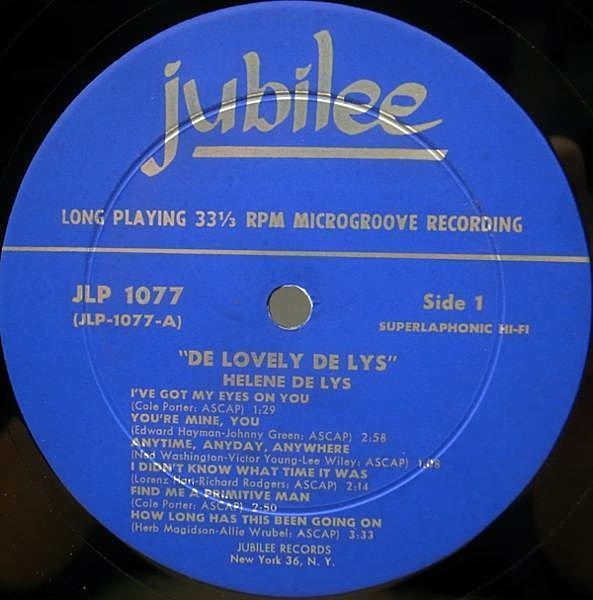 jubilee
LONG PLAYING 33⅓ RPM MICROGROOVE RECORDING
JLP 1077
Side 1
(JLP-1077-A)
SUPERLAPHONIC HI-FI
"DE LOVELY DE LYS"
HELENE DE LYS
I'VE GOT MY EYES ON YOU
(Cole Porter: ASCAP) 1:29
YOU'RE MINE, YOU
(Edward Hayman-Johnny Green: ASCAP) 2:58
ANYTIME, ANYDAY, ANYWHERE
(Ned Washington-Victor Young-Lee Wiley: ASCAP) 1:08
I DIDN'T KNOW WHAT TIME IT WAS
(Lorenz Hart-Richard Rodgers: ASCAP) 2:14
FIND ME A PRIMITIVE MAN
(Cole Porter: ASCAP) 2:50
HOW LONG HAS THIS BEEN GOING ON
(Herb Magidson-Allie Wrubel: ASCAP) 3:33
JUBILEE RECORDS
New York 36, N. Y.